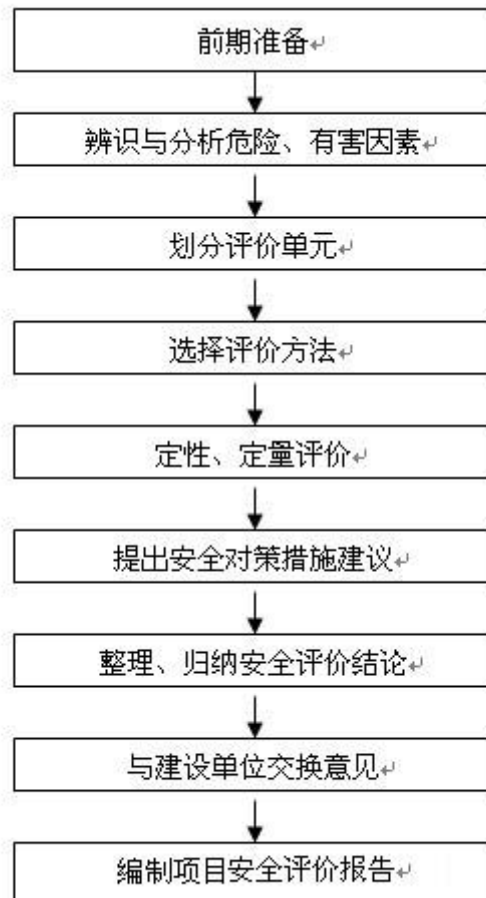 前期准备
辨识与分析危险、有害因素
划分评价单元
选择评价方法
定性、定量评价
提出安全对策措施建议
整理、归纳安全评价结论
与建设单位交换意见
编制项目安全评价报告